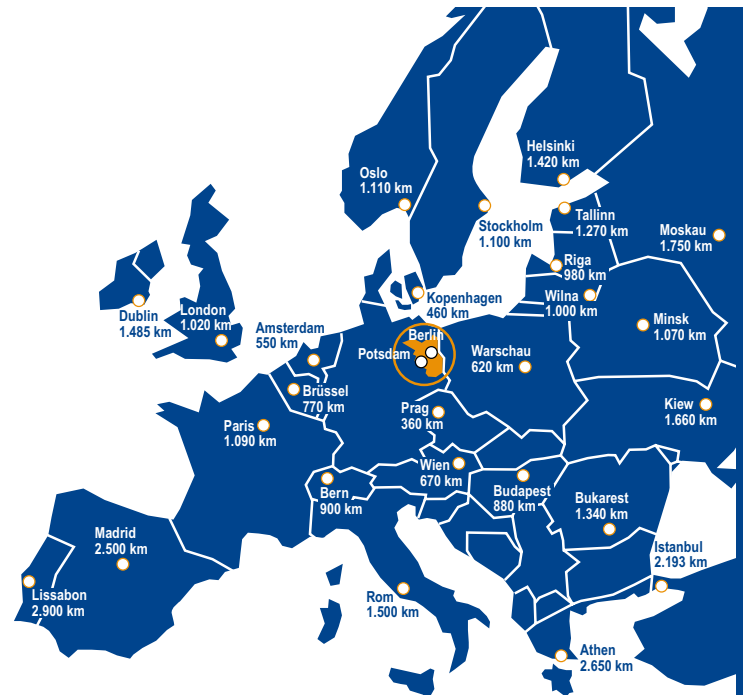 Helsinki
1.420 km
Oslo
1.110 km
Stockholm
1.100 km
Tallinn
1.270 km
Moskau
1.750 km
Riga
980 km
Kopenhagen
460 km
Wilna
1.000 km
Dublin
1.485 km
London
1.020 km
Minsk
1.070 km
Amsterdam
550 km
Berlin
Potsdam
Warschau
620 km
Brüssel
770 km
Prag
360 km
Kiew
1.660 km
Paris
1.090 km
Wien
670 km
Bern
900 km
Budapest
880 km
Bukarest
1.340 km
Madrid
2.500 km
Istanbul
2.193 km
Lissabon
2.900 km
Rom
1.500 km
Athen
2.650 km